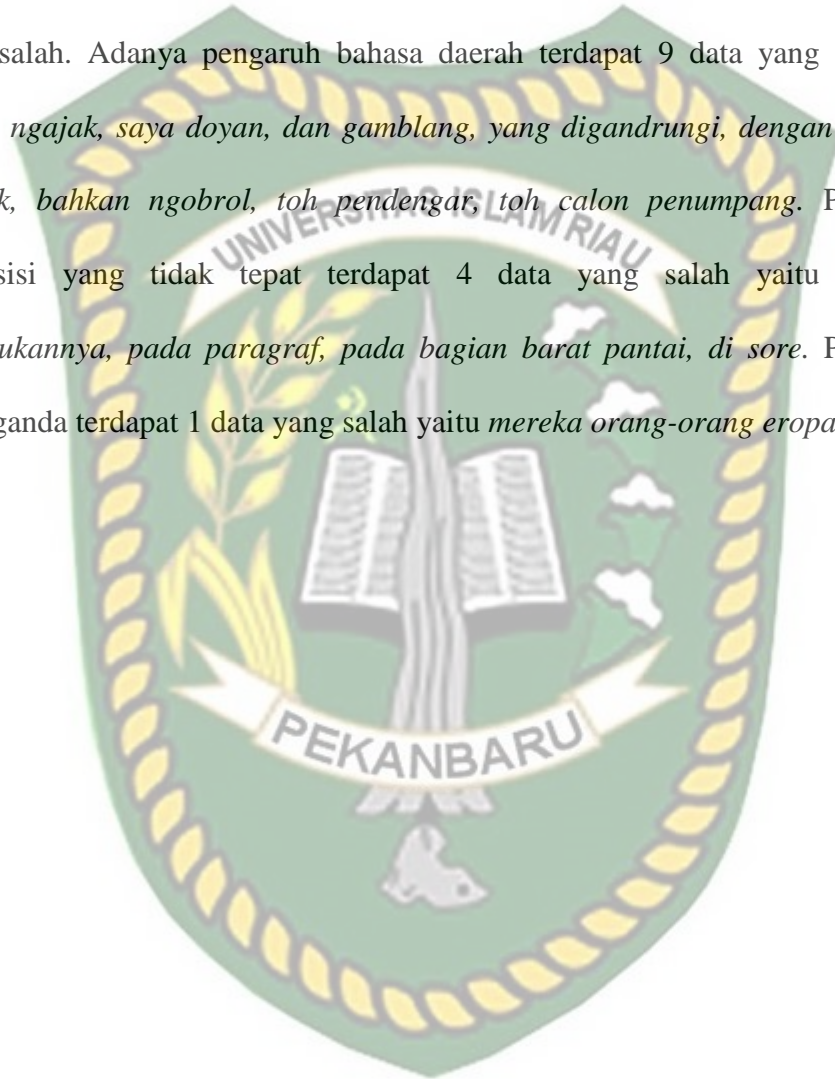 salah. Adanya pengaruh bahasa daerah terdapat 9 data yang
ngajak, saya doyan, dan gamblang, yang digandrungi, dengan
k, bahkan ngobrol, toh pendengar, toh calon penumpang. P
UNIVERSITAS ISLAM RIAU
sisi yang tidak tepat terdapat 4 data yang salah yaitu
ukannya, pada paragraf, pada bagian barat pantai, di sore. P
ganda terdapat 1 data yang salah yaitu mereka orang-orang eropa
PEKANBARU